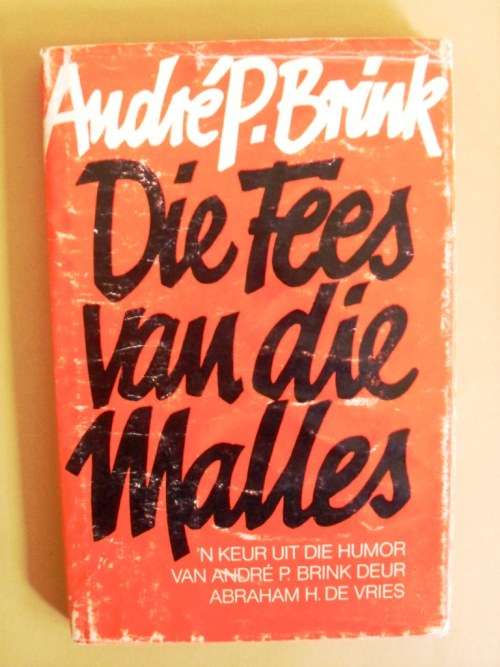 André P. Brink
Die Fees
van die
Malles
'N KEUR UIT DIE HUMOR
VAN ANDRÉ P. BRINK DEUR
ABRAHAM H. DE VRIES